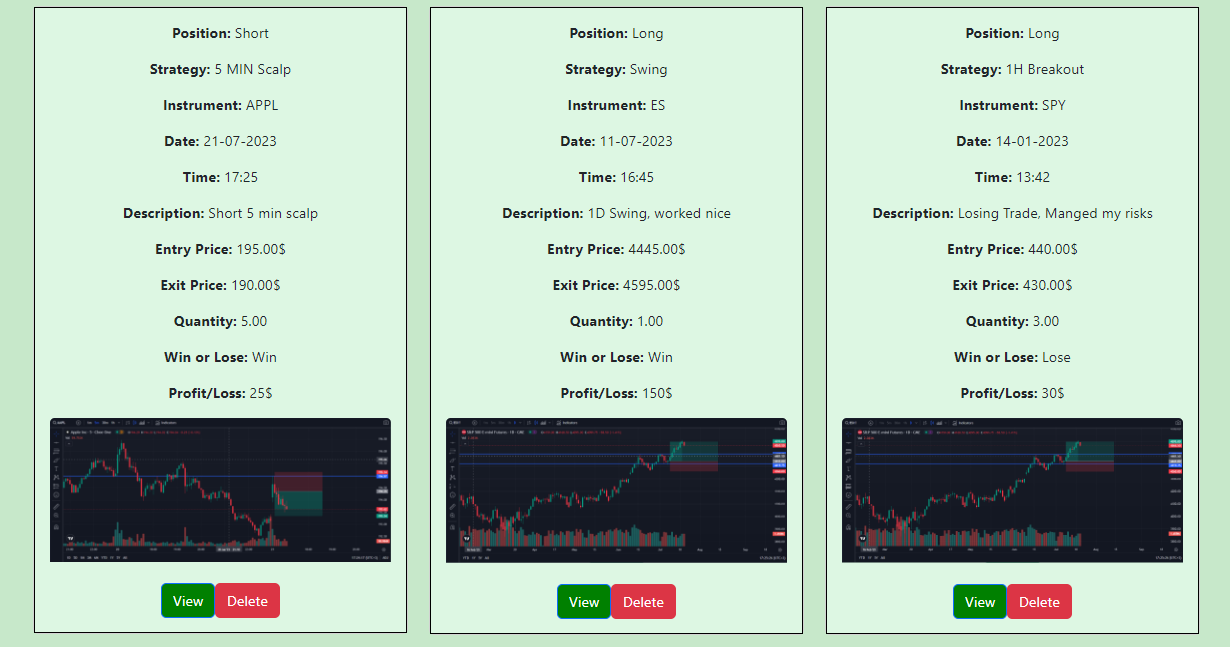 Position: Short
Strategy: 5 MIN Scalp
Instrument: APPL
Date: 21-07-2023
Time: 17:25
Description: Short 5 min scalp
Entry Price: 195.00$
Exit Price: 190.00$
Quantity: 5.00
Win or Lose: Win
Profit/Loss: 25$
View
Delete
Position: Long
Strategy: Swing
Instrument: ES
Date: 11-07-2023
Time: 16:45
Description: 1D Swing, worked nice
Entry Price: 4445.00$
Exit Price: 4595.00$
Quantity: 1.00
Win or Lose: Win
Profit/Loss: 150$
View
Delete
Position: Long
Strategy: 1H Breakout
Instrument: SPY
Date: 14-01-2023
Time: 13:42
Description: Losing Trade, Manged my risks
Entry Price: 440.00$
Exit Price: 430.00$
Quantity: 3.00
Win or Lose: Lose
Profit/Loss: 30$
View
Delete